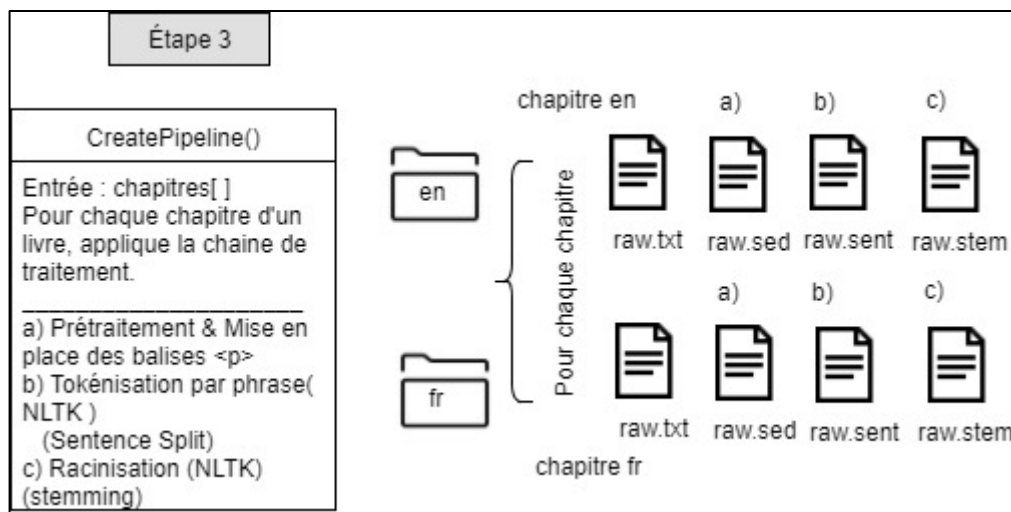 Étape 3
CreatePipeline()
Entrée : chapitres[ ]
Pour chaque chapitre d'un
livre, applique la chaine de
traitement.
a) Prétraitement & Mise en
place des balises <p>
b) Tokénisation par phrase(
NLTK )
(Sentence Split)
c) Racinisation (NLTK)
(stemming)
en
fr
Pour chaque chapitre
chapitre en
a) b) c)
raw.txt raw.sed raw.sent raw.stem
a) b) c)
raw.txt raw.sed raw.sent raw.stem
chapitre fr